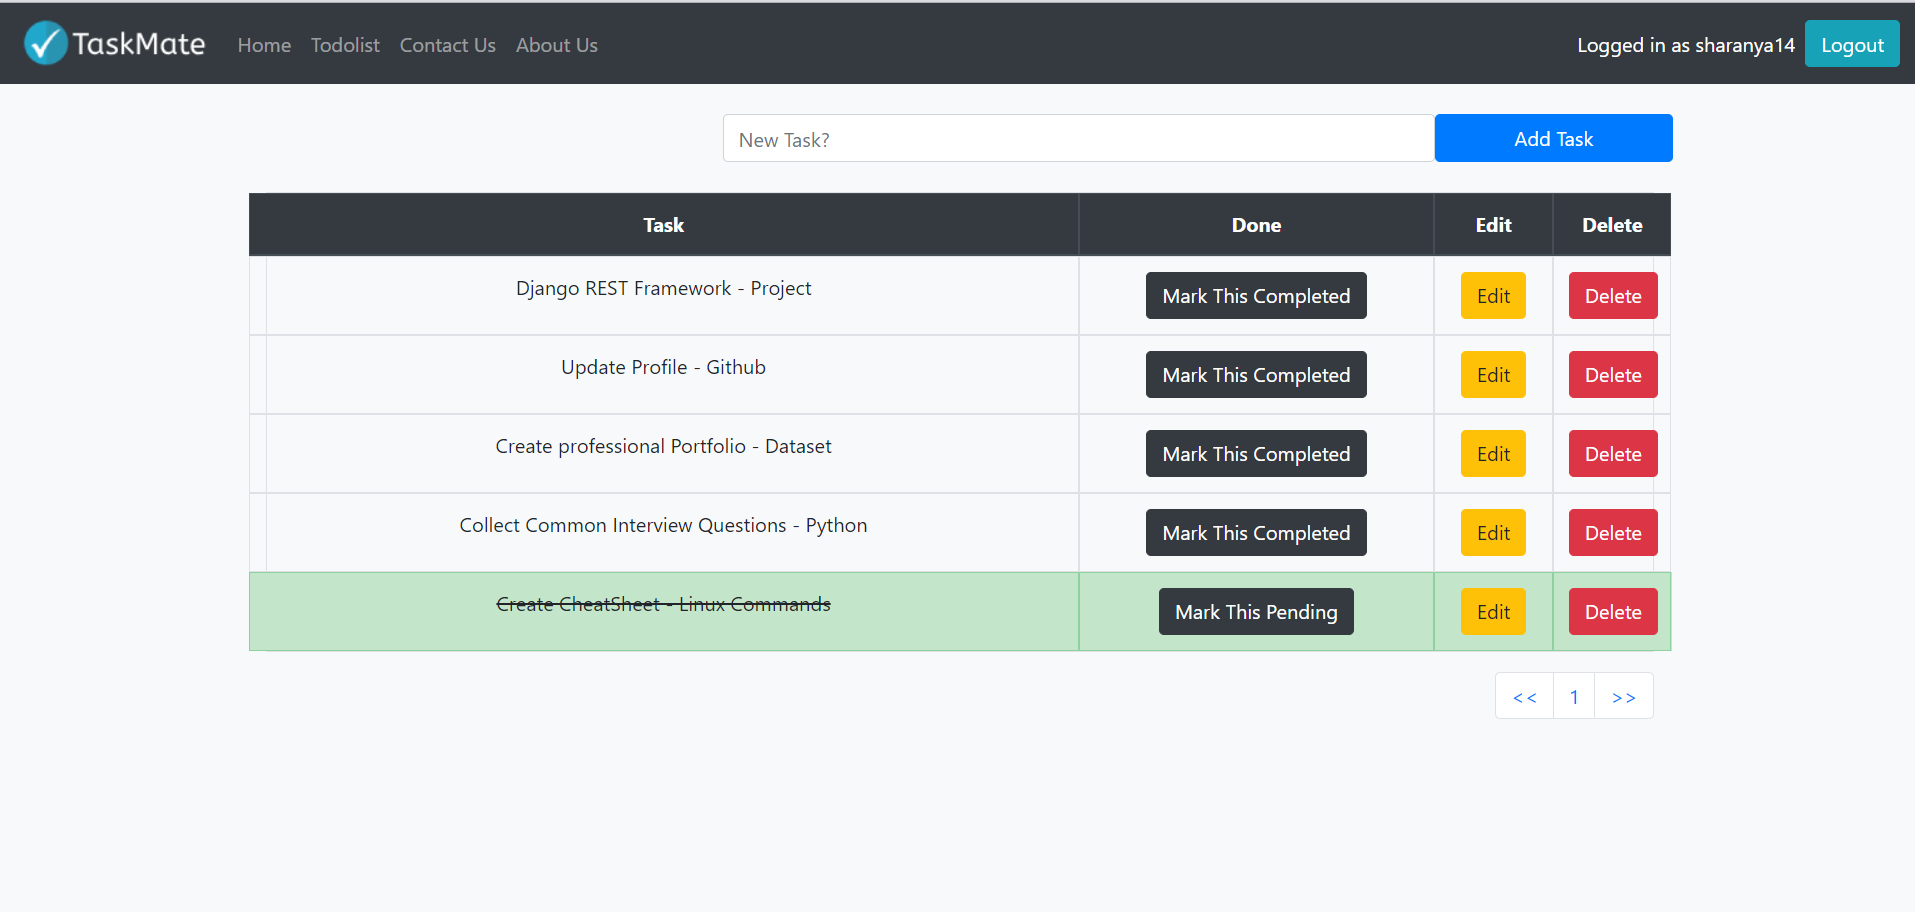 TaskMate Home Todolist Contact Us About Us Logged in as sharanya14 Logout
New Task? Add Task
Task Done Edit Delete
Django REST Framework - Project Mark This Completed Edit Delete
Update Profile - Github Mark This Completed Edit Delete
Create professional Portfolio - Dataset Mark This Completed Edit Delete
Collect Common Interview Questions - Python Mark This Completed Edit Delete
Create CheatSheet - Linux Commands Mark This Pending Edit Delete
<< 1 >>